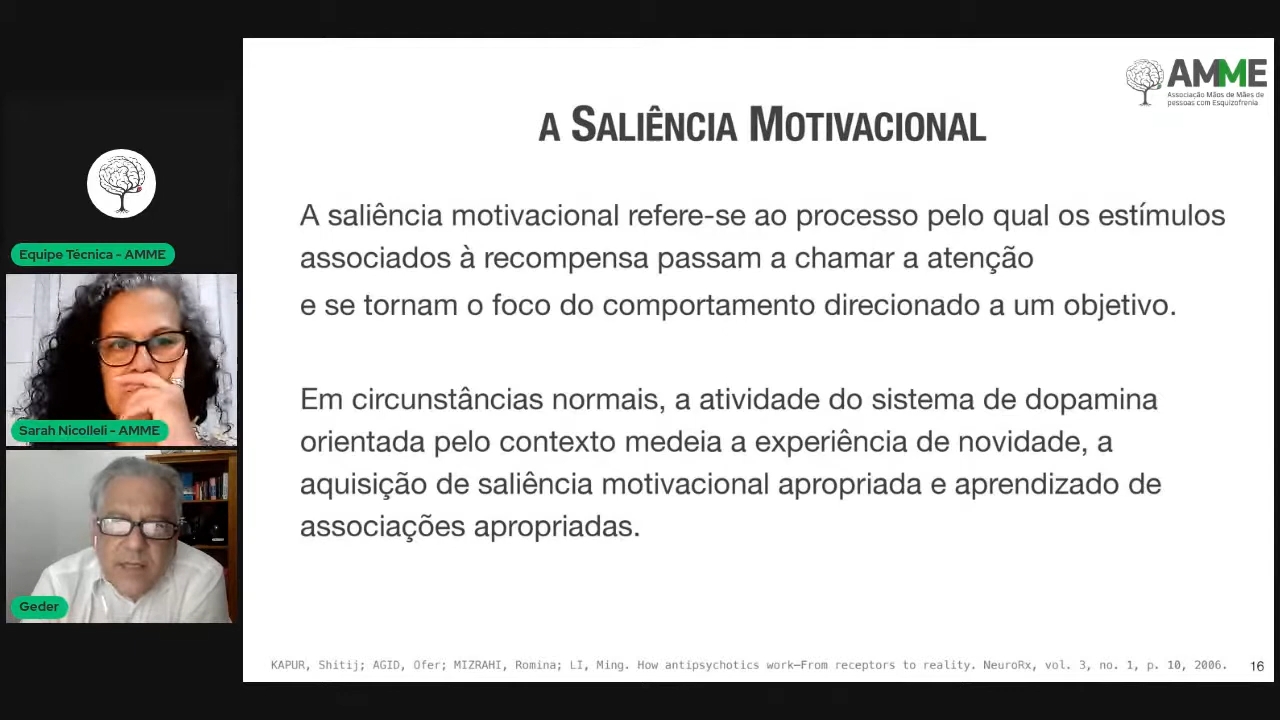 AMME
Associação Mãos de Mães de
pessoas com Esquizofrenia
A SALIÊNCIA MOTIVACIONAL
A saliência motivacional refere-se ao processo pelo qual os estímulos
associados à recompensa passam a chamar a atenção
e se tornam o foco do comportamento direcionado a um objetivo.
Em circunstâncias normais, a atividade do sistema de dopamina
orientada pelo contexto medeia a experiência de novidade, a
aquisição de saliência motivacional apropriada e aprendizado de
associações apropriadas.
KAPUR, Shitij; AGID, Ofer; MIZRAHI, Romina; LI, Ming. How antipsychotics work—From receptors to reality. NeuroRx, vol. 3, no. 1, p. 10, 2006.
16
Equipe Técnica - AMME
Sarah Nicolleli - AMME
Geder